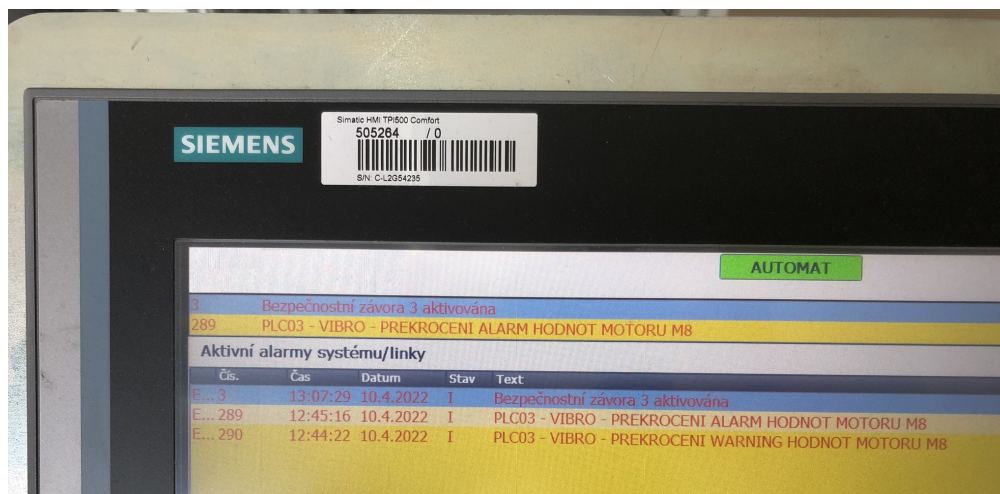 Simatic HMI TP1500 Comfort
505264 / 0
SIEMENS
S/N: C-L2G54235
AUTOMAT
3 Bezpečnostní závora 3 aktivována
289 PLC03 - VIBRO - PREKROCENI ALARM HODNOT MOTORU M8
Aktivní alarmy systému/linky
Čís. Čas Datum Stav Text
E... 3 13:07:29 10.4.2022 I Bezpečnostní závora 3 aktivována
E... 289 12:45:16 10.4.2022 I PLC03 - VIBRO - PREKROCENI ALARM HODNOT MOTORU M8
E... 290 12:44:22 10.4.2022 I PLC03 - VIBRO - PREKROCENI WARNING HODNOT MOTORU M8